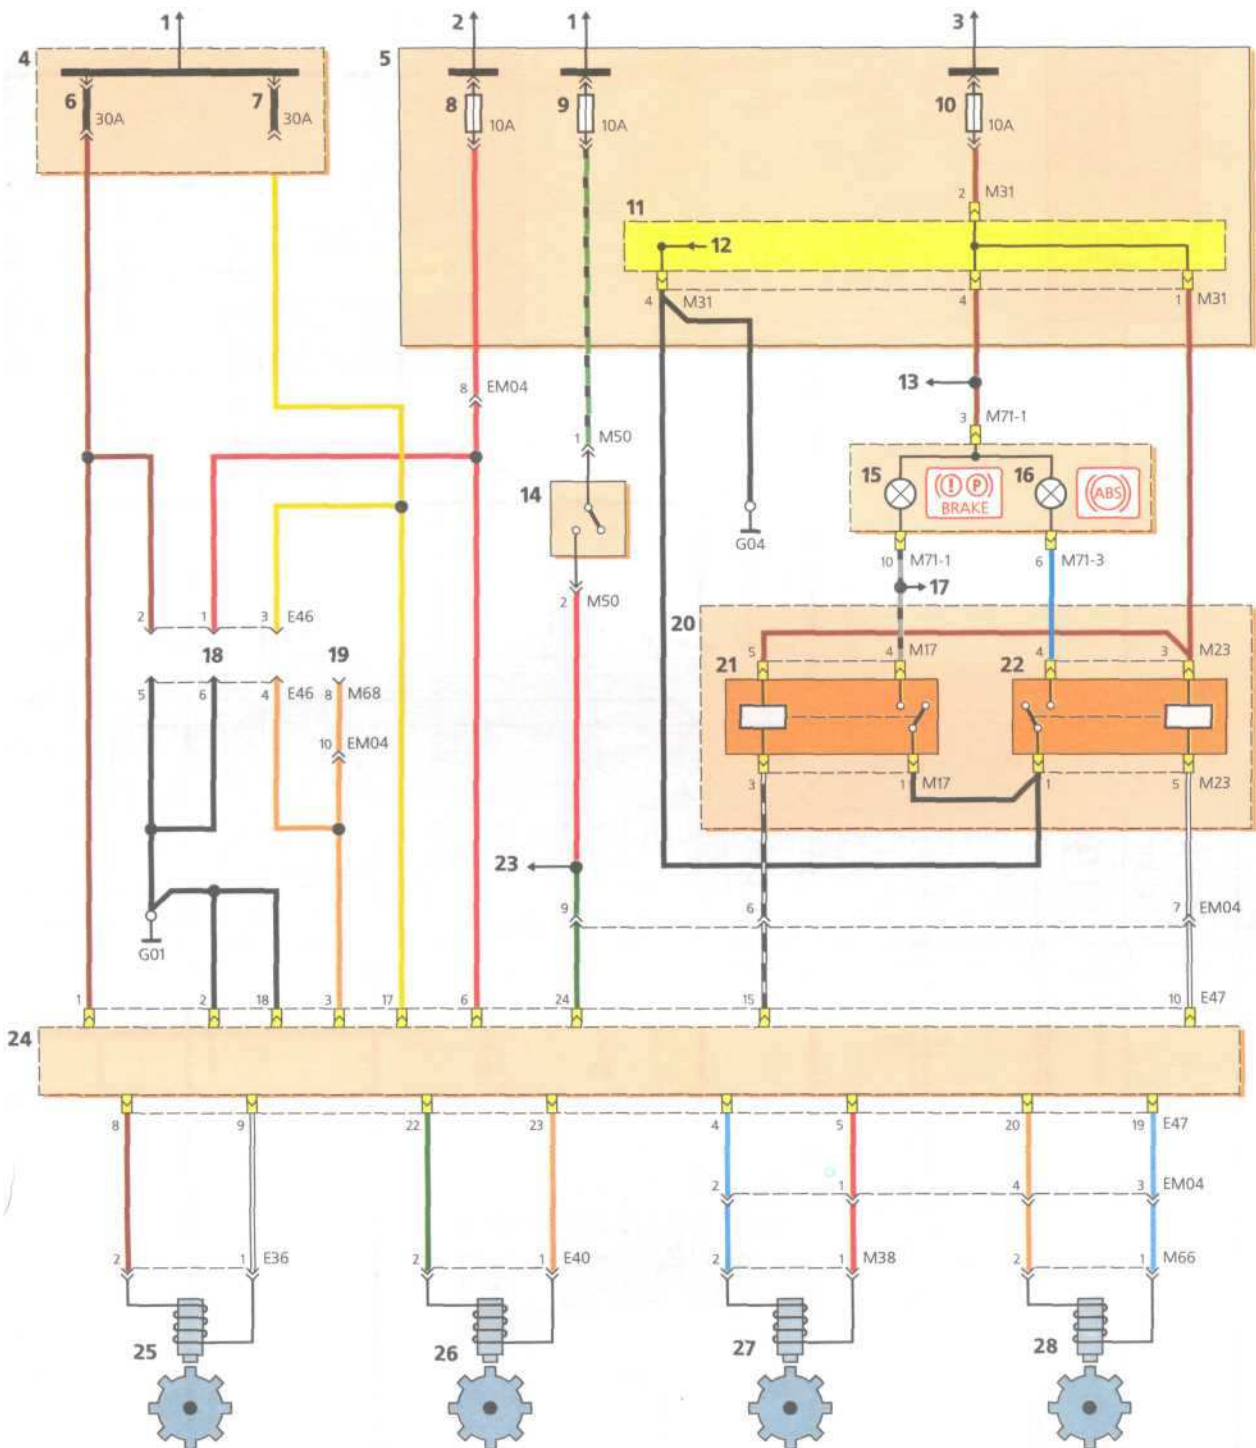 1 2 1 3
4 5
6 30A 7 30A 8 10A 9 10A 10 10A
2 M31
11
12
4 M31 4 1 M31
13
8 EM04
3 M71-1
1 M50
14 15 (!) (P) BRAKE 16 (ABS)
G04
10 M71-1 6 M71-3
17
2 M50
2 1 3 E46
20
18 19
5 4 M17 4 3 M23
21 22
5 6 4 E46 8 M68
10 EM04
3 1 M17 1 5 M23
23
9 6 7 EM04
G01
1 2 18 3 17 6 24 15 10 E47
24
8 9 22 23 4 5 20 19 E47
2 1 4 3 EM04
2 1 E36 2 1 E40 2 1 M38 2 1 M66
25 26 27 28